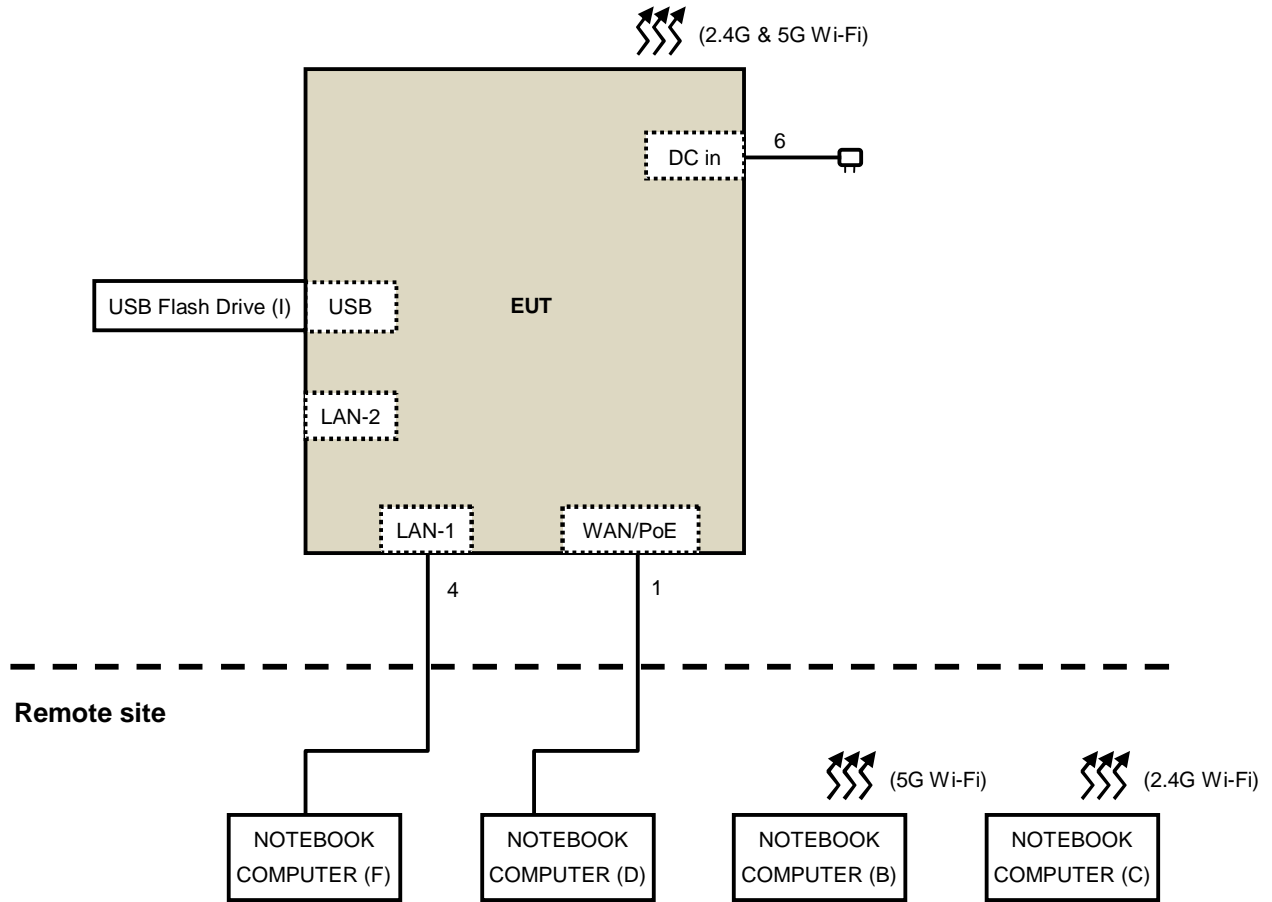 (2.4G & 5G Wi-Fi)
DC in
6
USB Flash Drive (I)
USB
EUT
LAN-2
LAN-1
WAN/PoE
4
1
Remote site
(5G Wi-Fi)
(2.4G Wi-Fi)
NOTEBOOK
COMPUTER (F)
NOTEBOOK
COMPUTER (D)
NOTEBOOK
COMPUTER (B)
NOTEBOOK
COMPUTER (C)